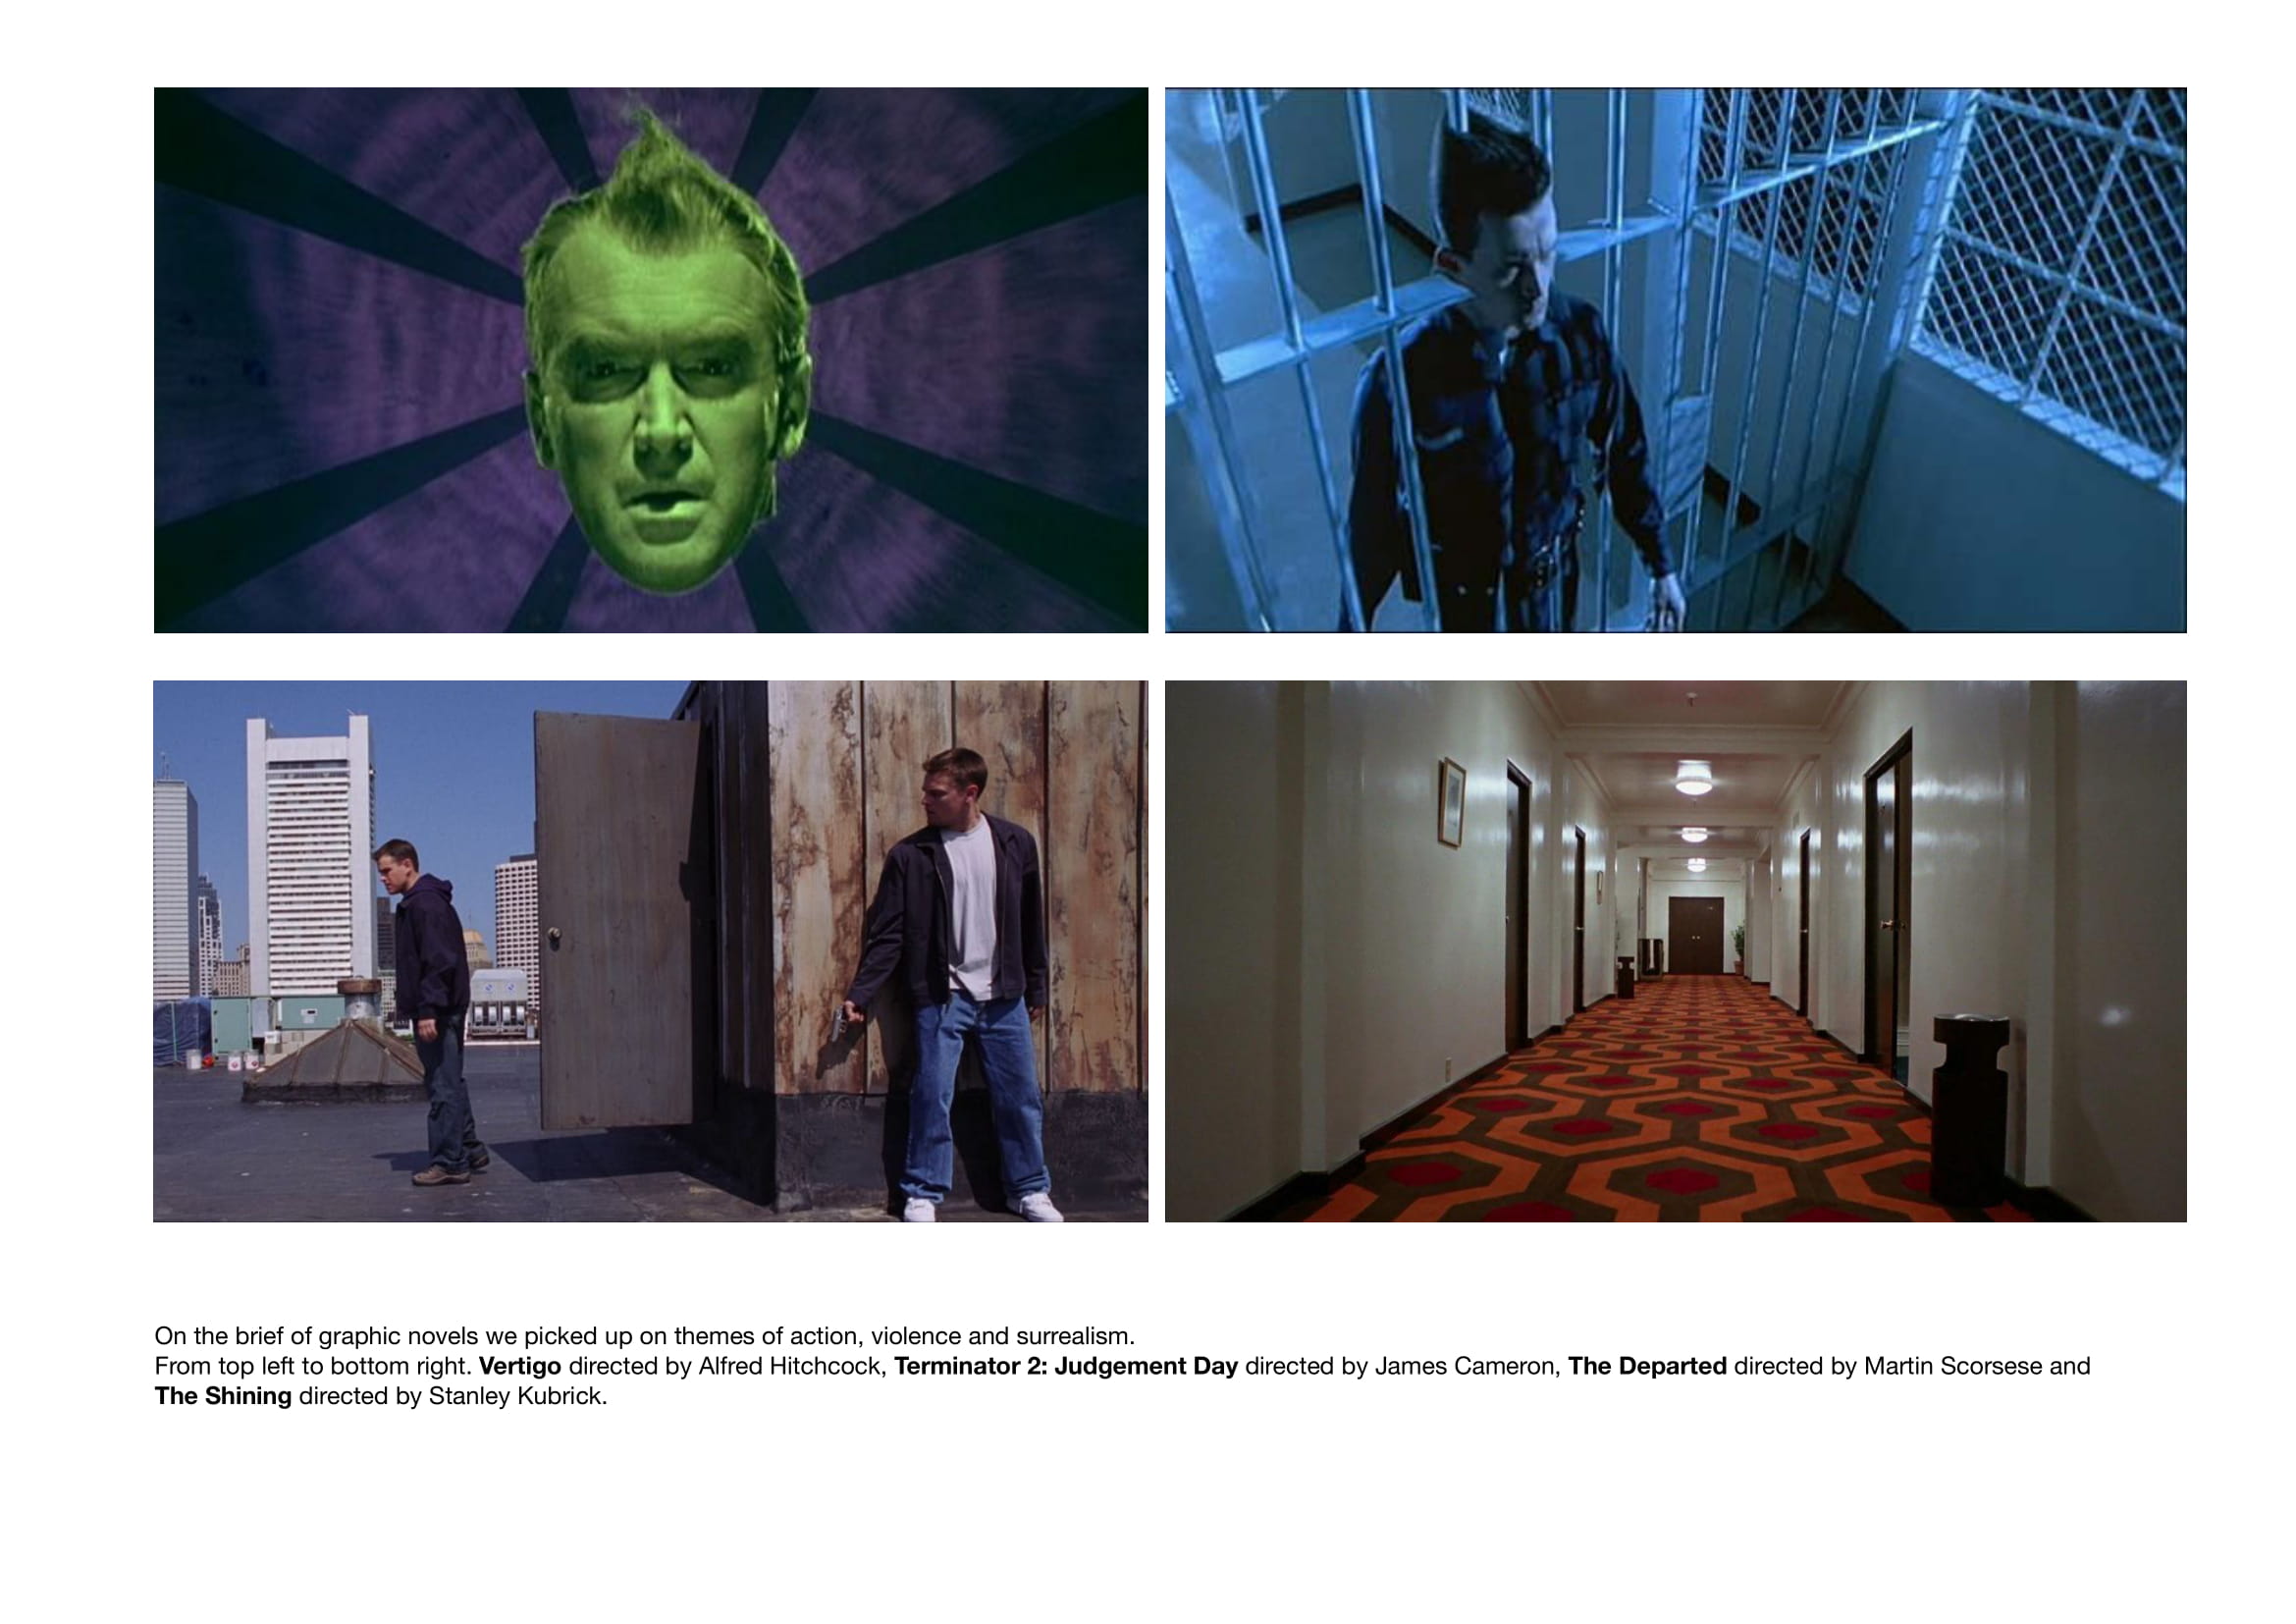 On the brief of graphic novels we picked up on themes of action, violence and surrealism.
From top left to bottom right. Vertigo directed by Alfred Hitchcock, Terminator 2: Judgement Day directed by James Cameron, The Departed directed by Martin Scorsese and
The Shining directed by Stanley Kubrick.